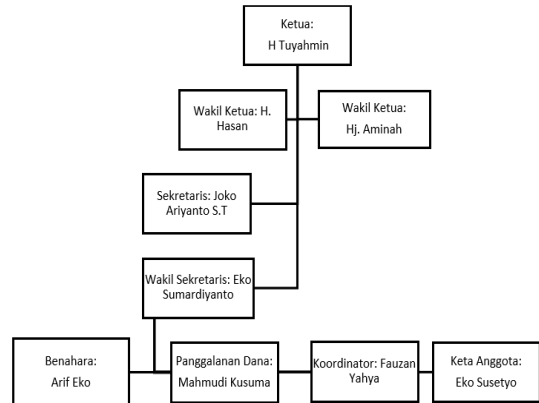 Ketua:
H Tuyahmin
Wakil Ketua: H.
Hasan
Wakil Ketua:
Hj. Aminah
Sekretaris: Joko
Ariyanto S.T
Wakil Sekretaris: Eko
Sumardiyanto
Benahara:
Arif Eko
Panggalanan Dana:
Mahmudi Kusuma
Koordinator: Fauzan
Yahya
Keta Anggota:
Eko Susetyo